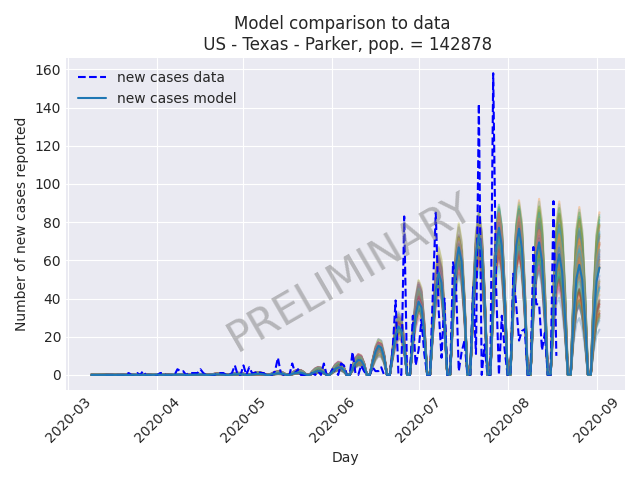 Model comparison to data
US - Texas - Parker, pop. = 142878
new cases data
new cases model
PRELIMINARY
Number of new cases reported
160
140
120
100
80
60
40
20
0
2020-03
2020-04
2020-05
2020-06
2020-07
2020-08
2020-09
Day